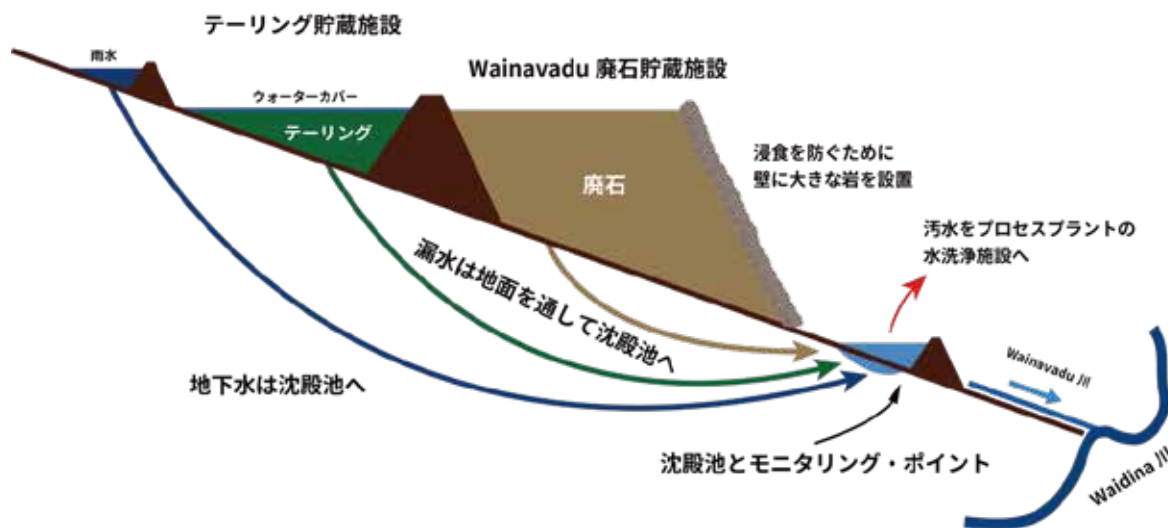 テーリング貯蔵施設
雨水
Wainavadu 廃石貯蔵施設
ウォーターカバー
テーリング
廃石
浸食を防ぐために
壁に大きな岩を設置
汚水をプロセスプラントの
水洗浄施設へ
漏水は地面を通して沈殿池へ
地下水は沈殿池へ
Wainavadu 川
沈殿池とモニタリング・ポイント
Waidina 川